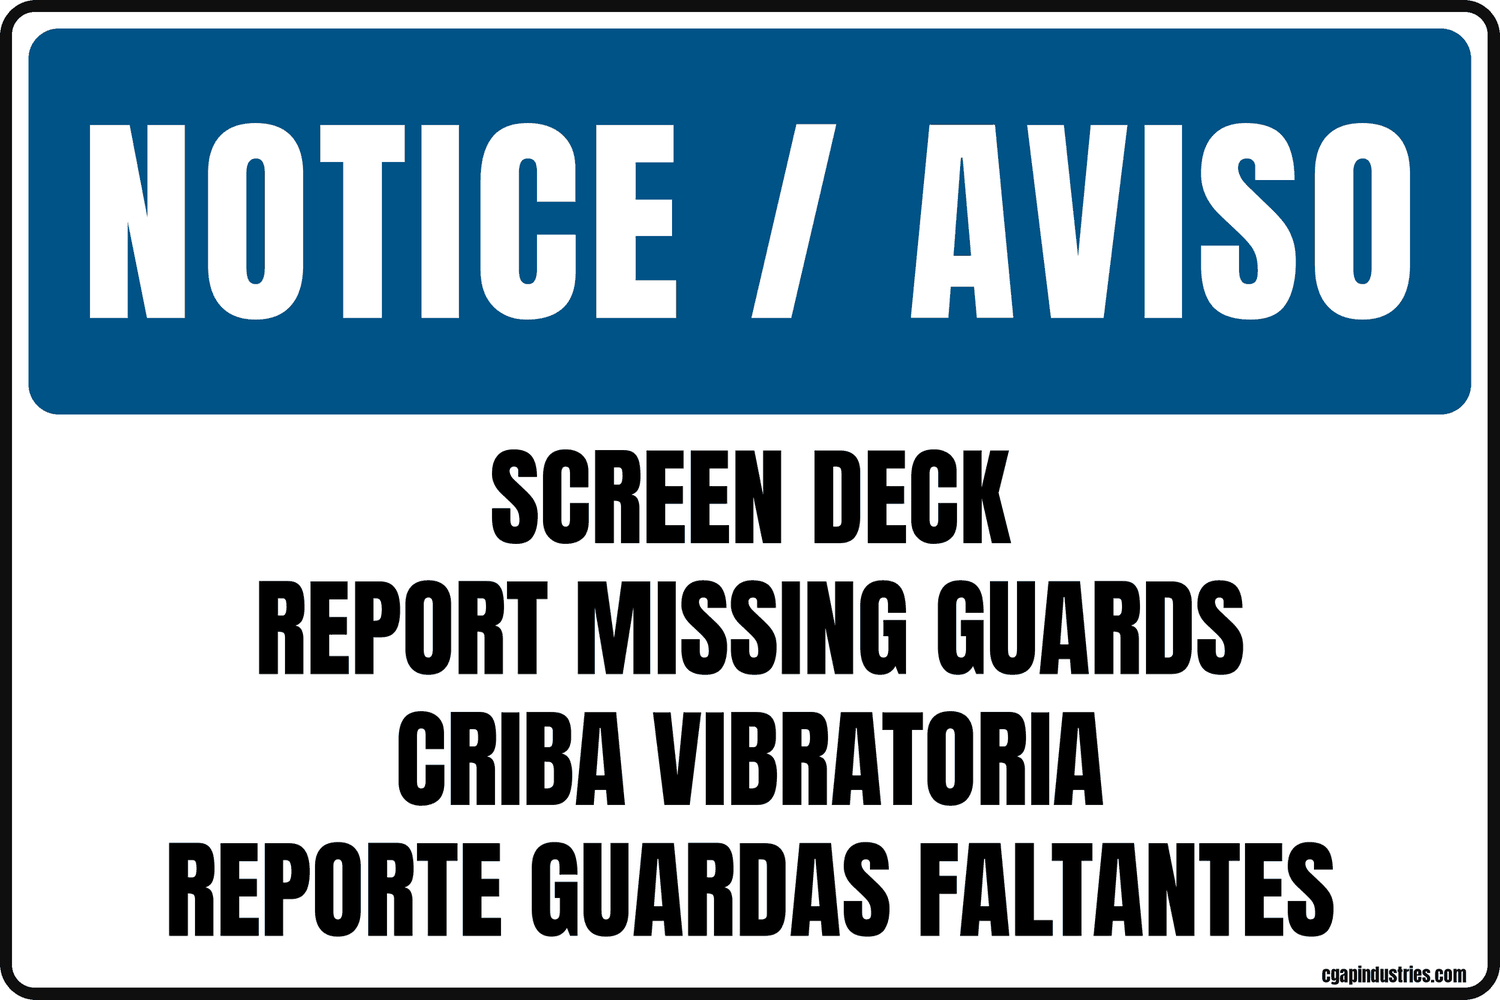 NOTICE / AVISO
SCREEN DECK
REPORT MISSING GUARDS
CRIBA VIBRATORIA
REPORTE GUARDAS FALTANTES
cgapindustries.com